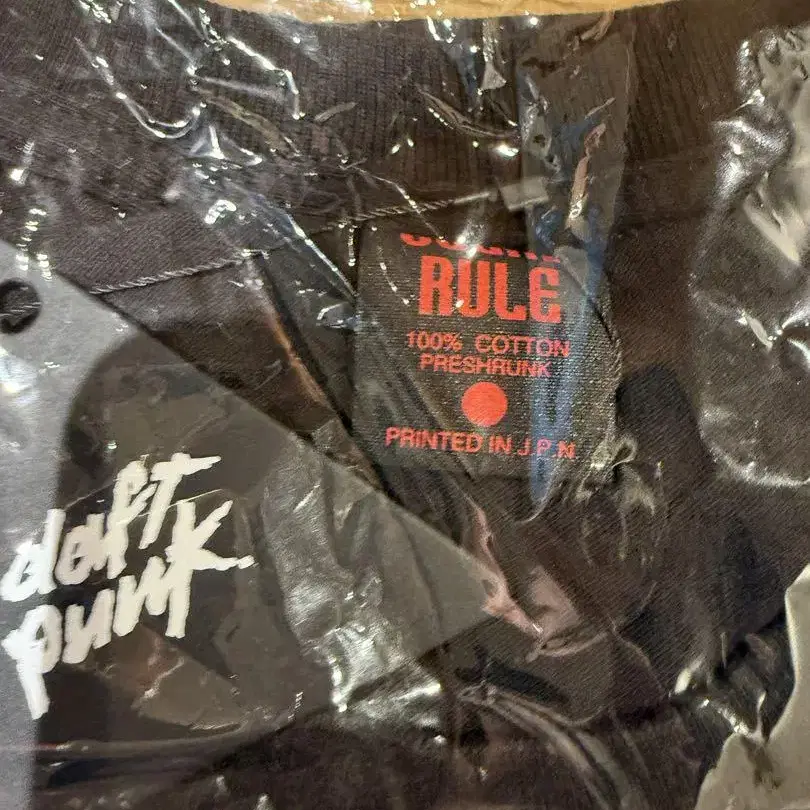 RULE
100% COTTON
PRESHRUNK
PRINTED IN J.P.N
daft
punk